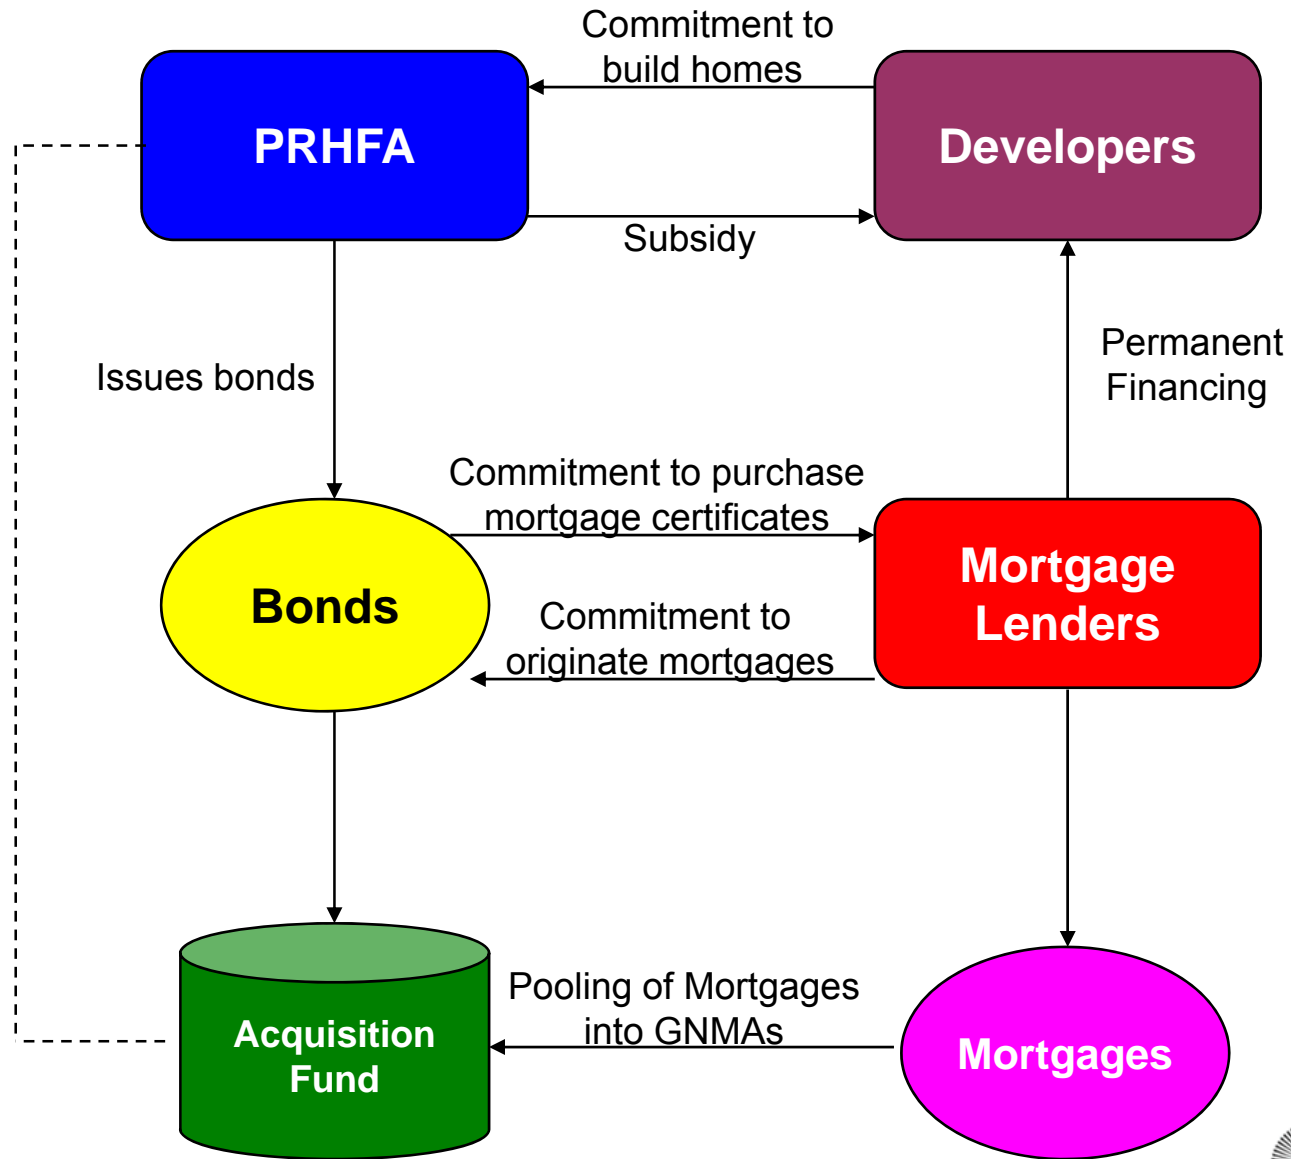 Commitment to
build homes
PRHFA
Developers
Subsidy
Issues bonds
Permanent
Financing
Commitment to purchase
mortgage certificates
Bonds
Mortgage
Lenders
Commitment to
originate mortgages
Pooling of Mortgages
into GNMAs
Acquisition
Fund
Mortgages